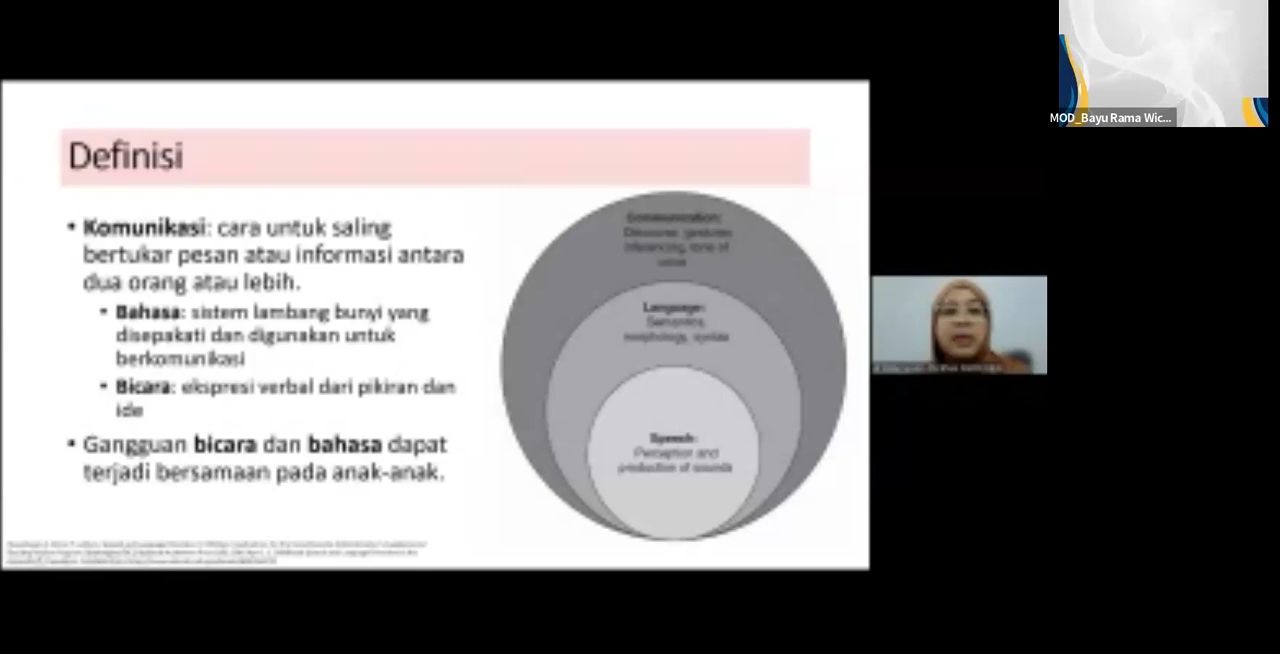 MOD_Bayu Rama Wic...
Definisi
• Komunikasi: cara untuk saling
bertukar pesan atau informasi antara
dua orang atau lebih.
• Bahasa: sistem lambang bunyi yang
disepakati dan digunakan untuk
berkomunikasi
• Bicara: ekspresi verbal dari pikiran dan
ide
• Gangguan bicara dan bahasa dapat
terjadi bersamaan pada anak-anak.
Communication:
Discourse, gestures
inferencing, tone of
voice
Language:
Semantics,
morphology, syntax
Speech:
Perception and
production of sounds